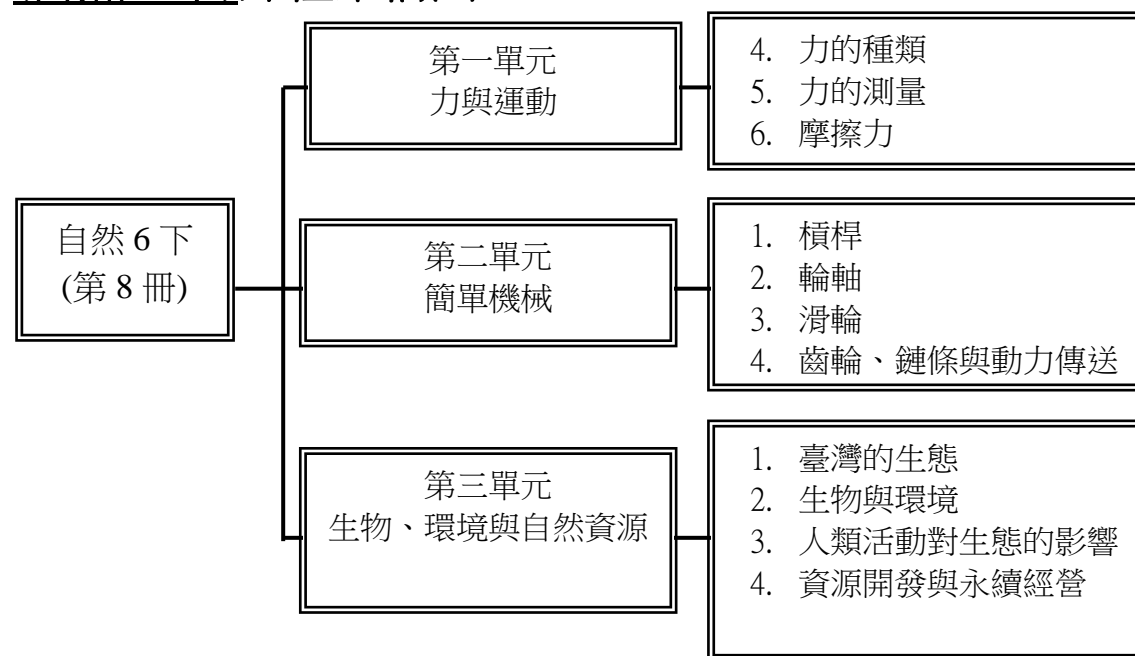 自然 6 下
(第 8 冊)
第一單元
力與運動
4. 力的種類
5. 力的測量
6. 摩擦力
第二單元
簡單機械
1. 槓桿
2. 輪軸
3. 滑輪
4. 齒輪、鏈條與動力傳送
第三單元
生物、環境與自然資源
1. 臺灣的生態
2. 生物與環境
3. 人類活動對生態的影響
4. 資源開發與永續經營